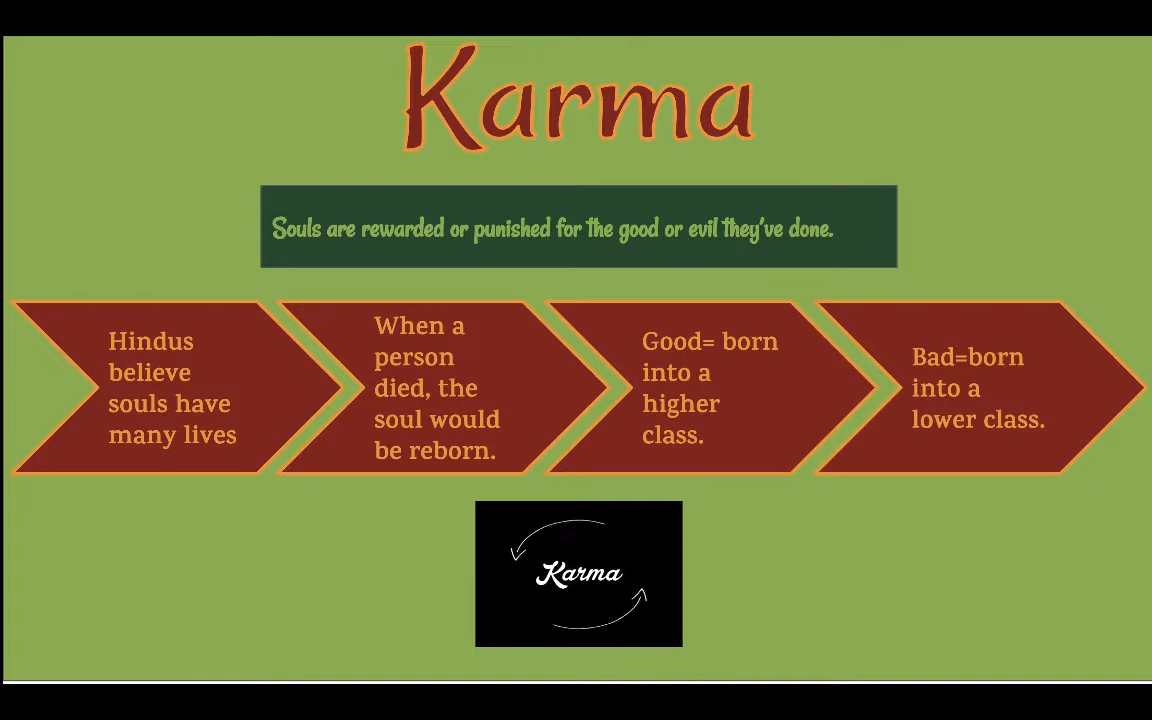 Karma
Souls are rewarded or punished for the good or evil they've done.
Hindus
believe
souls have
many lives
When a
person
died, the
soul would
be reborn.
Good= born
into a
higher
class.
Bad=born
into a
lower class.
Karma